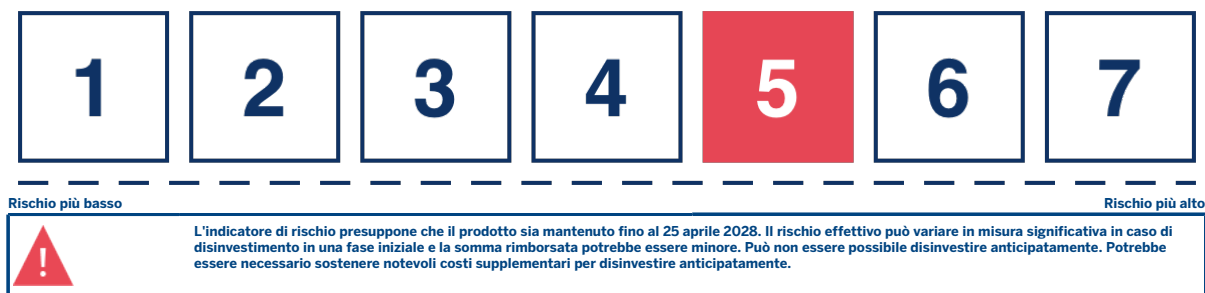 1 2 3 4 5 6 7
Rischio più basso Rischio più alto
L'indicatore di rischio presuppone che il prodotto sia mantenuto fino al 25 aprile 2028. Il rischio effettivo può variare in misura significativa in caso di
disinvestimento in una fase iniziale e la somma rimborsata potrebbe essere minore. Può non essere possibile disinvestire anticipatamente. Potrebbe
essere necessario sostenere notevoli costi supplementari per disinvestire anticipatamente.
!